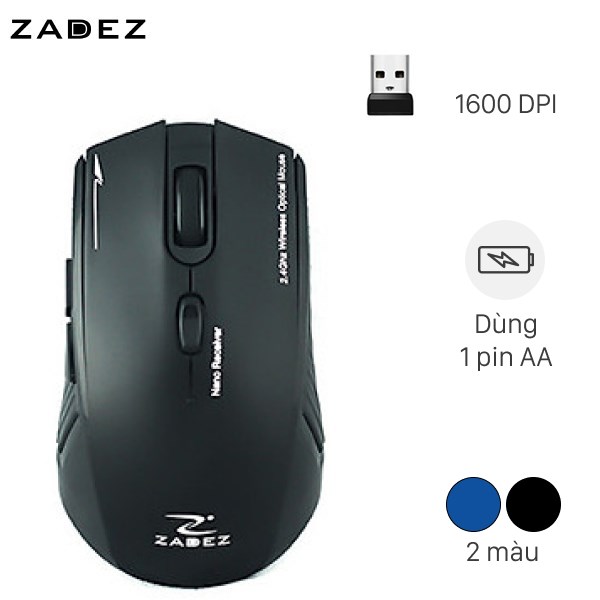 ZADEZ
1600 DPI
2.4Ghz Wireless Optical Mouse
Nano Receiver
Dùng
1 pin AA
ZADEZ
2 màu